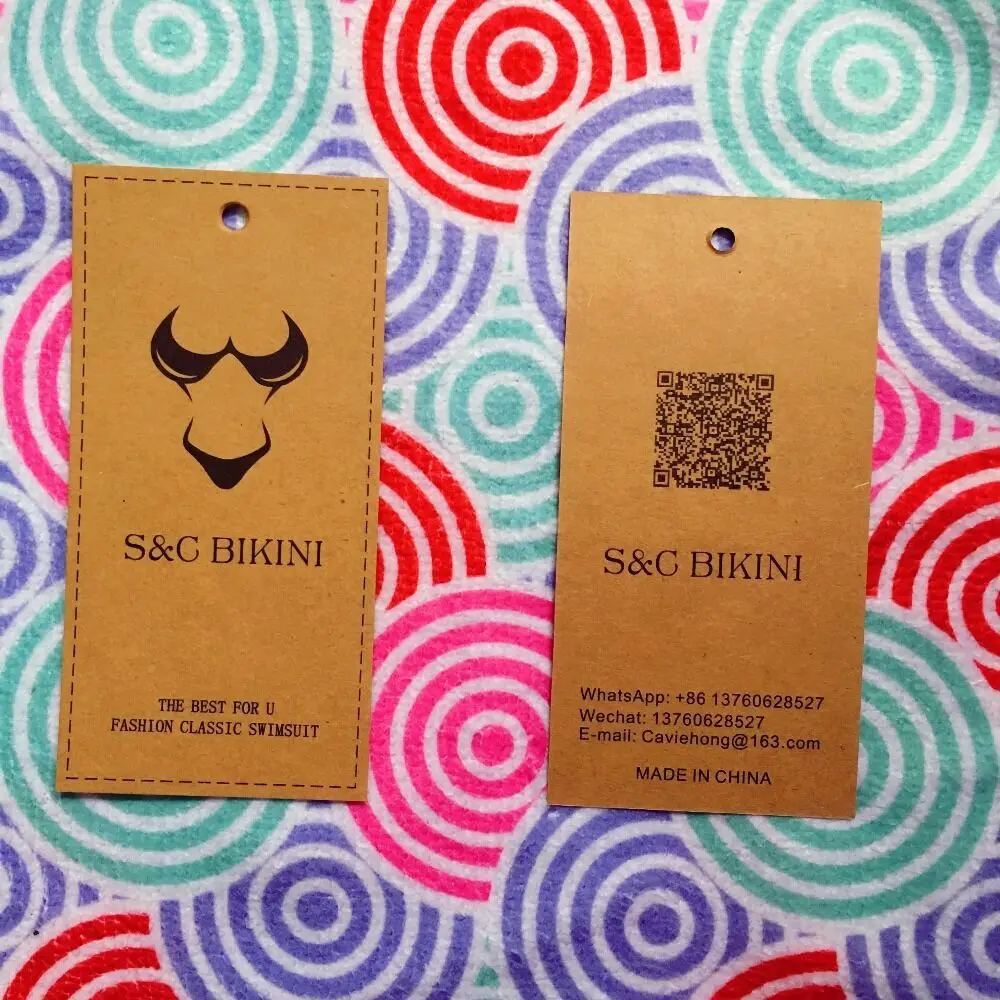 S&C BIKINI
THE BEST FOR U
FASHION CLASSIC SWIMSUIT
S&C BIKINI
WhatsApp: +86 13760628527
Wechat: 13760628527
E-mail: Caviehong@163.com
MADE IN CHINA